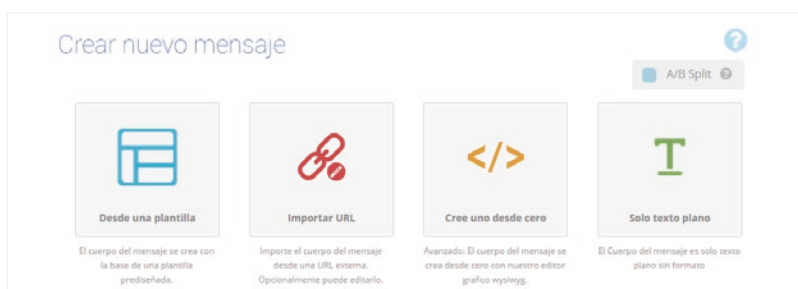 Crear nuevo mensaje
?
A/B Split ?
</>
T
Desde una plantilla
Importar URL
Cree uno desde cero
Solo texto plano
El cuerpo del mensaje se crea con
la base de una plantilla
prediseñada.
Importe el cuerpo del mensaje
desde una URL externa.
Opcionalmente puede editarlo.
Avanzado: El cuerpo del mensaje se
crea desde cero con nuestro editor
grafico wysiwyg.
El Cuerpo del mensaje es solo texto
plano sin formato